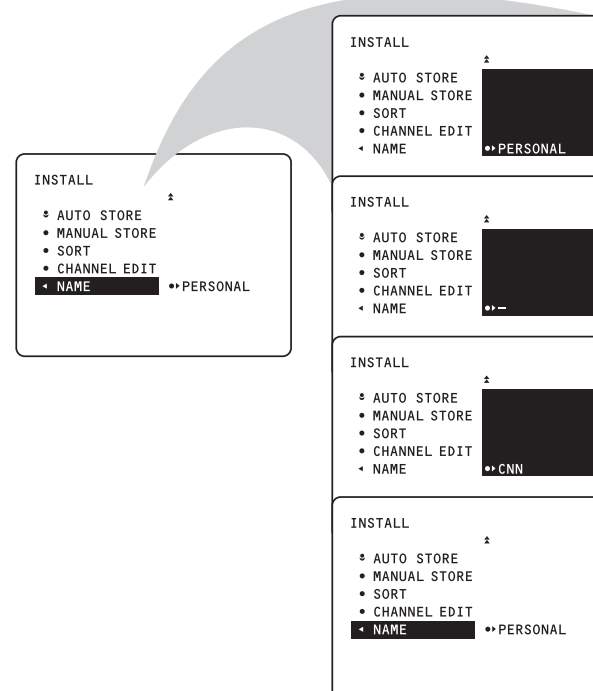 INSTALL
AUTO STORE
MANUAL STORE
SORT
CHANNEL EDIT
NAME PERSONAL
INSTALL
AUTO STORE
MANUAL STORE
SORT
CHANNEL EDIT
NAME PERSONAL
INSTALL
AUTO STORE
MANUAL STORE
SORT
CHANNEL EDIT
NAME –
INSTALL
AUTO STORE
MANUAL STORE
SORT
CHANNEL EDIT
NAME CNN
INSTALL
AUTO STORE
MANUAL STORE
SORT
CHANNEL EDIT
NAME PERSONAL